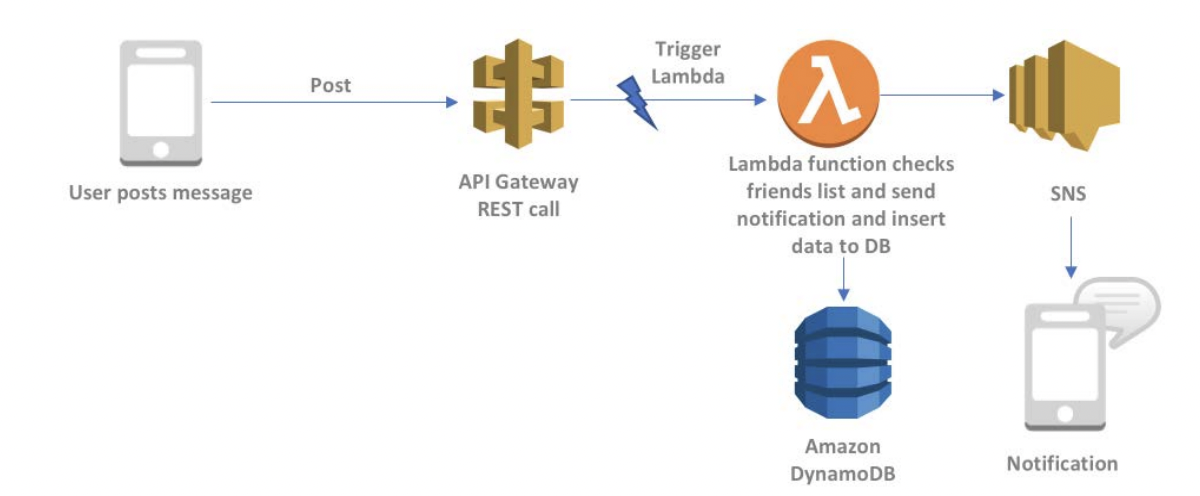 Post
Trigger
Lambda
User posts message
API Gateway
REST call
Lambda function checks
friends list and send
notification and insert
data to DB
SNS
Amazon
DynamoDB
Notification